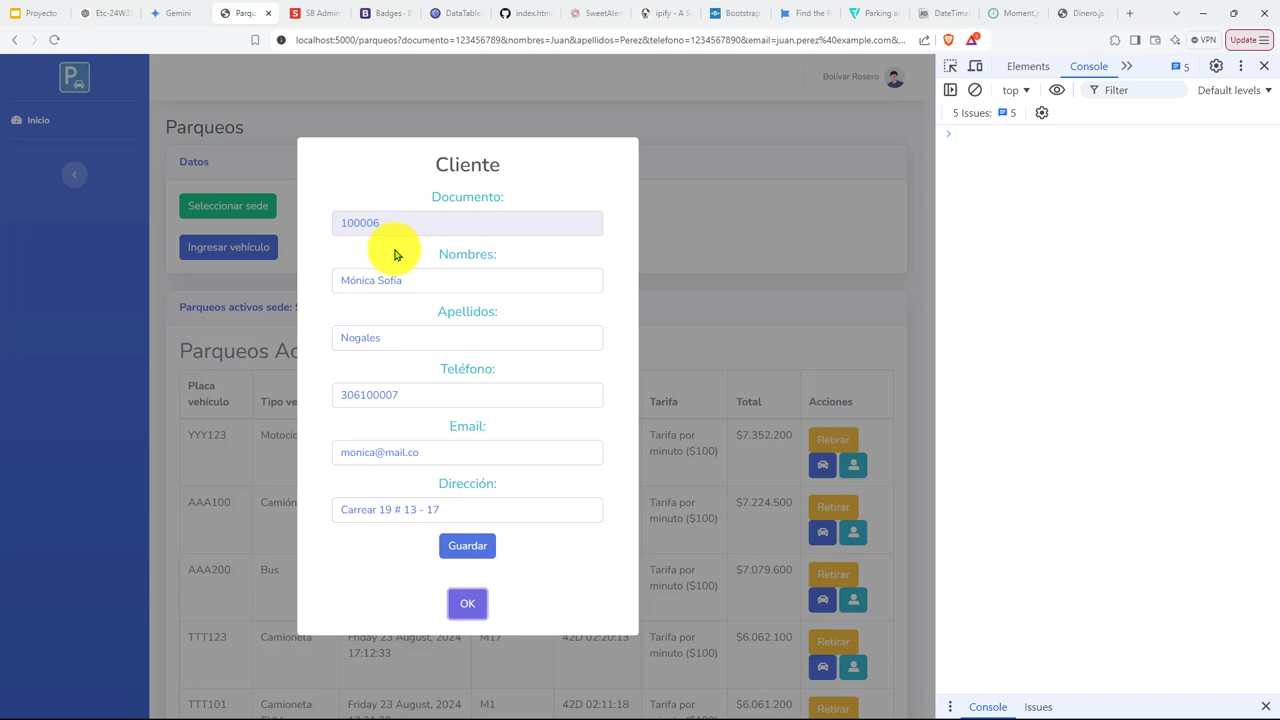 Proyecto -
Etc-24W3
Gemini
Parqu
SB Admin
Badges - E
DataTable
index.htm
SweetAler
ipify - A S
Bootstrap
Find the P
Parking ar
DateTime
Moment.j
Dinero.js -
localhost:5000/parqueos?documento=123456789&nombres=Juan&apellidos=Perez&telefono=1234567890&email=juan.perez%40example.com&...
VPN
Update
P
Inicio
Bolívar Rosero
Parqueos
Datos
Seleccionar sede
Ingresar vehículo
Parqueos activos sede: S
Parqueos Ac
Placa vehículo
Tipo ve
Tarifa
Total
Acciones
YYY123
Motocic
Tarifa por minuto ($100)
$7.352.200
Retirar
AAA100
Camión
Tarifa por minuto ($100)
$7.224.500
Retirar
AAA200
Bus
Tarifa por minuto ($100)
$7.079.600
Retirar
TTT123
Camioneta
Friday 23 August, 2024 17:12:33
M17
42D 02:20:13
Tarifa por minuto ($100)
$6.062.100
Retirar
TTT101
Camioneta
42D 02:11:18
M1
Tarifa por
$6.061.200
Retirar
Cliente
Documento:
100006
Nombres:
Mónica Sofía
Apellidos:
Nogales
Teléfono:
306100007
Email:
monica@mail.co
Dirección:
Carrear 19 # 13 - 17
Guardar
OK
Elements
Console
5
top
Filter
Default levels
5 Issues:
5
Console
Issues